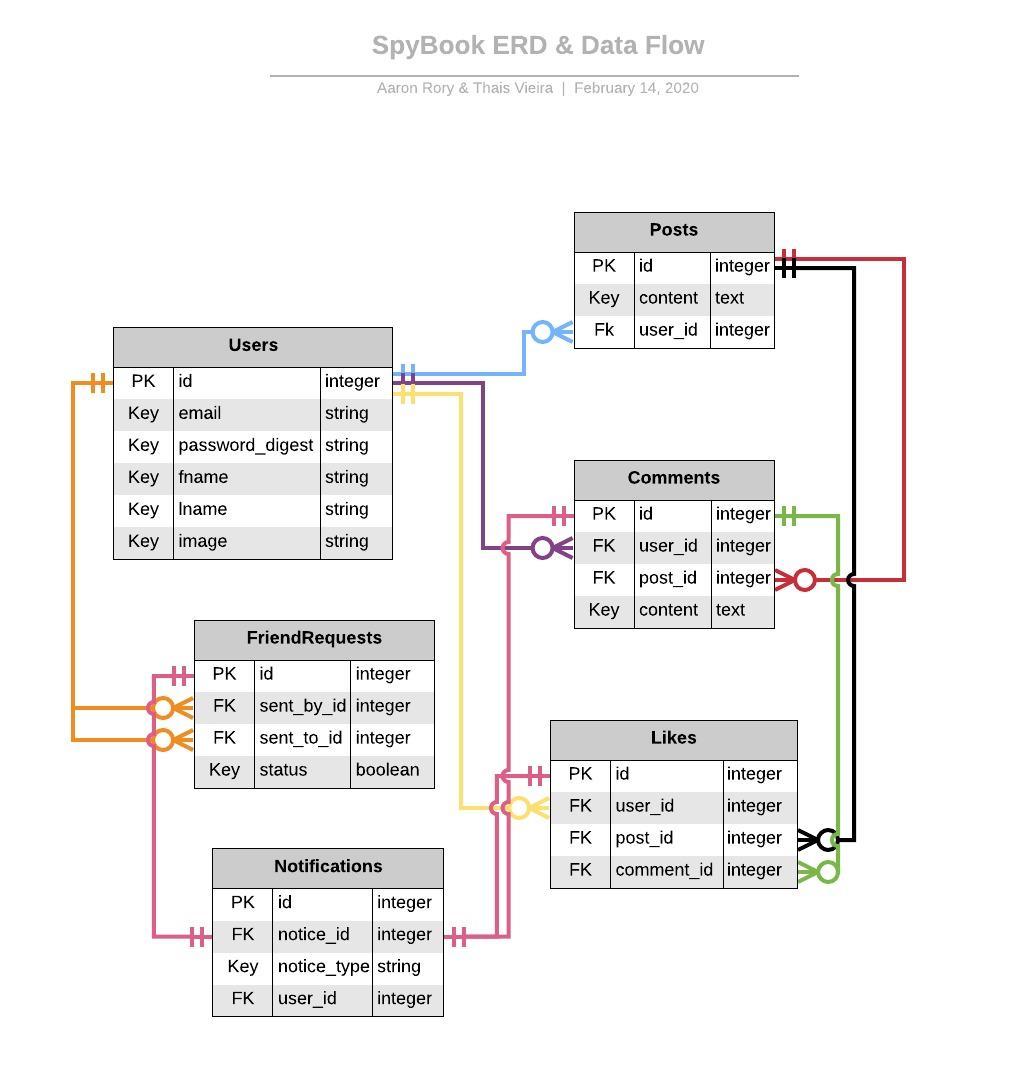 SpyBook ERD & Data Flow
Aaron Rory & Thais Vieira | February 14, 2020
Posts
PK id integer
Key content text
Fk user_id integer
Users
PK id integer
Key email string
Key password_digest string
Key fname string
Key lname string
Key image string
Comments
PK id integer
FK user_id integer
FK post_id integer
Key content text
FriendRequests
PK id integer
FK sent_by_id integer
FK sent_to_id integer
Key status boolean
Likes
PK id integer
FK user_id integer
FK post_id integer
FK comment_id integer
Notifications
PK id integer
FK notice_id integer
Key notice_type string
FK user_id integer